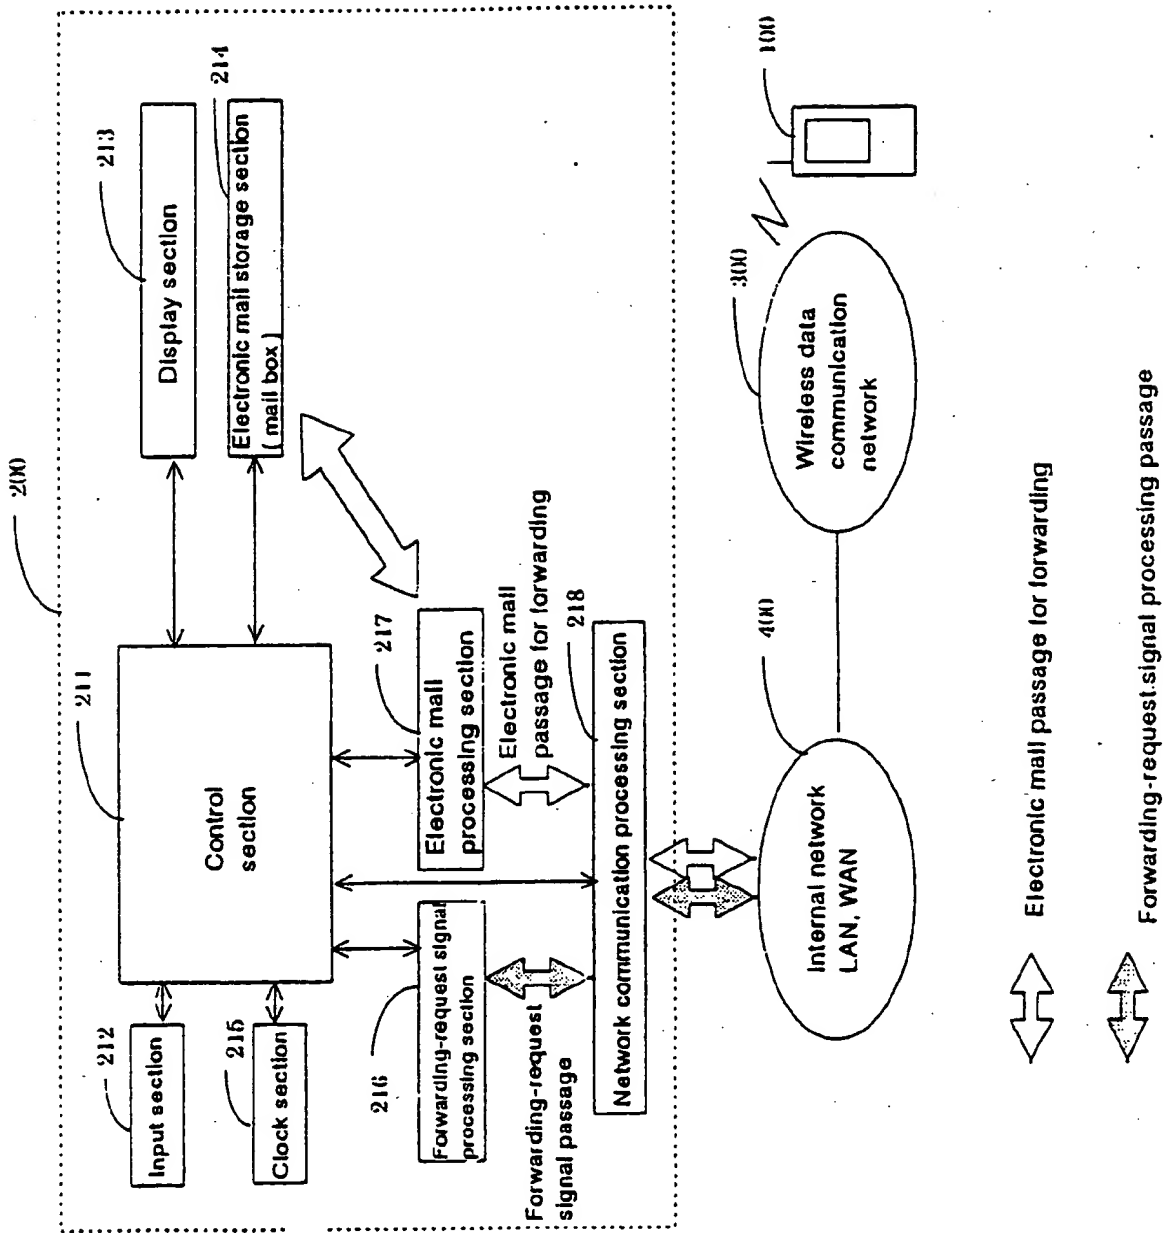 200
211
Control
section
212
Input section
215
Clock section
213
Display section
214
Electronic mail storage section
( mail box )
216
Forwarding-request signal
processing section
217
Electronic mall
processing section
Forwarding-request
signal passage
Electronic mall
passage for forwarding
218
Network communication processing section
400
Internal network
LAN, WAN
300
Wireless data
communication
network
100
Electronic mall passage for forwarding
Forwarding-request signal processing passage